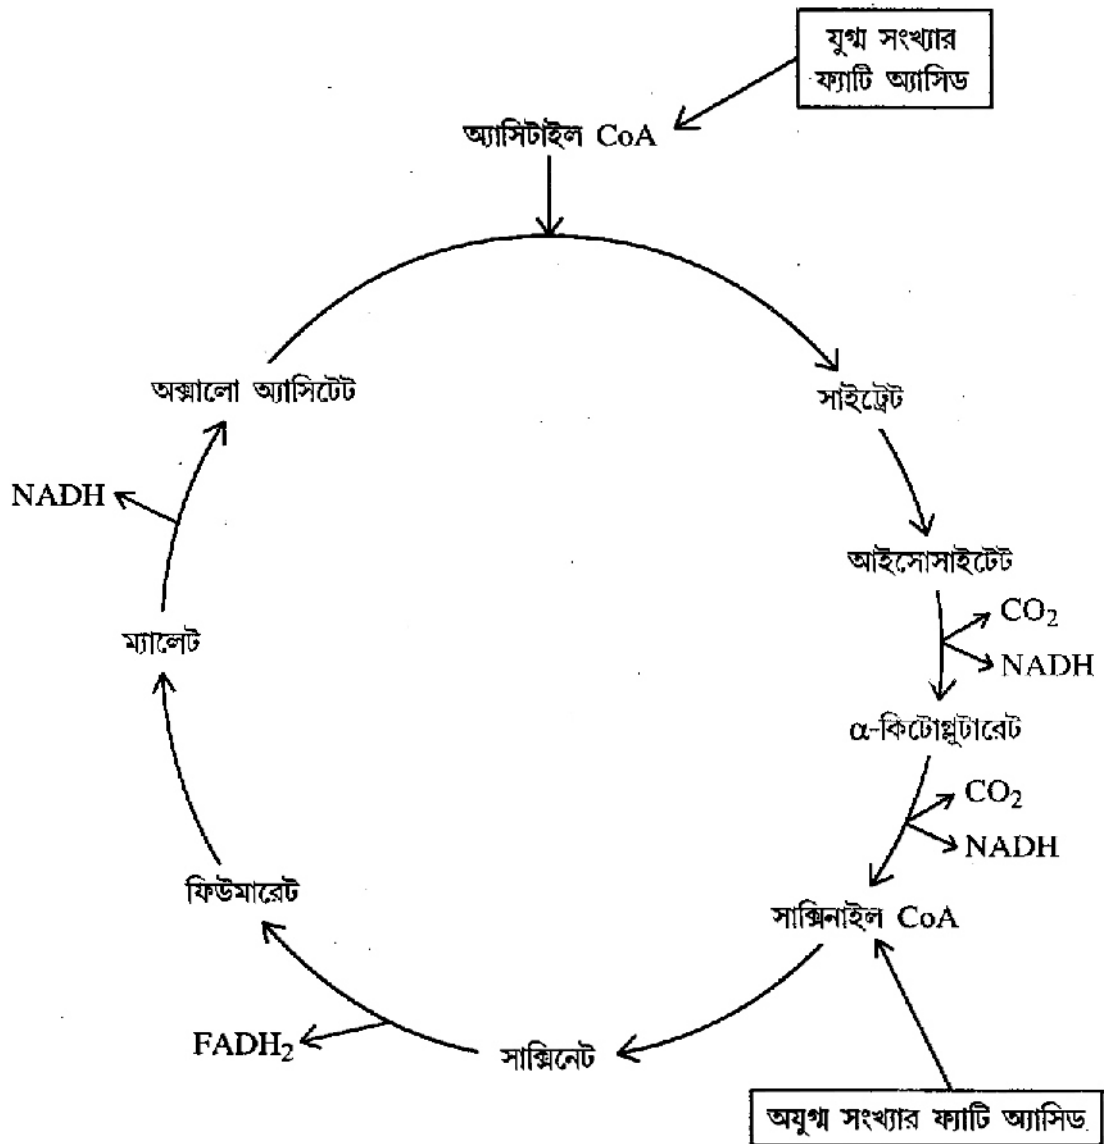 যুগ্ম সংখ্যার
ফ্যাটি অ্যাসিড
অ্যাসিটাইল CoA
অক্সালো অ্যাসিটেট
সাইট্রেট
NADH
আইসোসাইটেট
CO₂
NADH
ম্যালেট
α-কিটোগ্লুটারেট
CO₂
NADH
ফিউমারেট
সাক্সিনাইল CoA
FADH₂
সাক্সিনেট
অযুগ্ম সংখ্যার ফ্যাটি অ্যাসিড